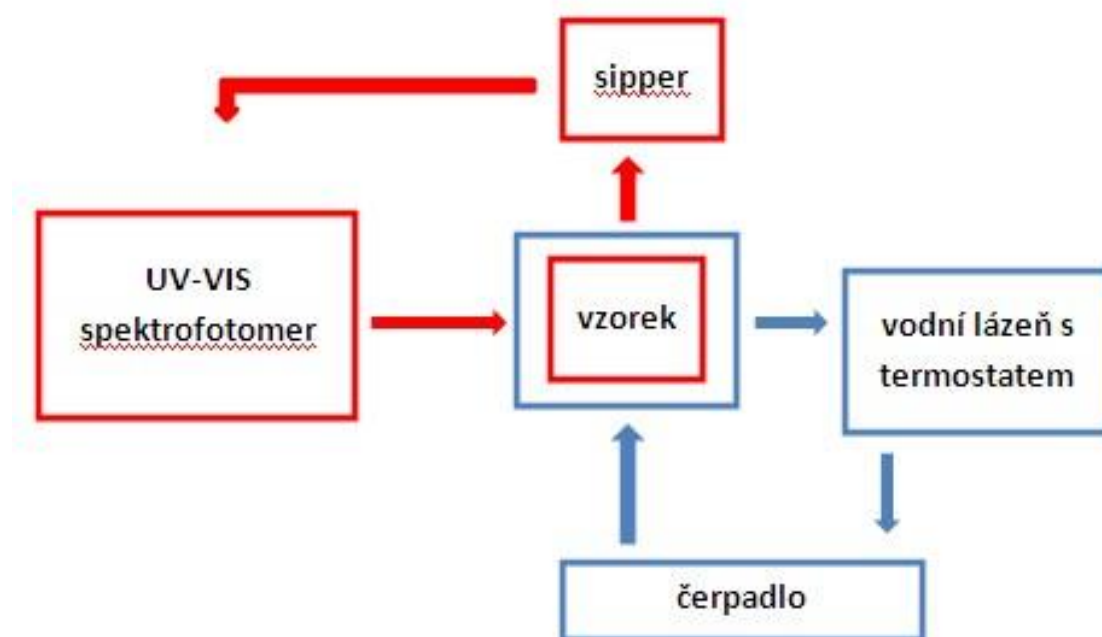 sipper
UV-VIS
spektrofotomer
vzorek
vodní lázeň s
termostatem
čerpadlo